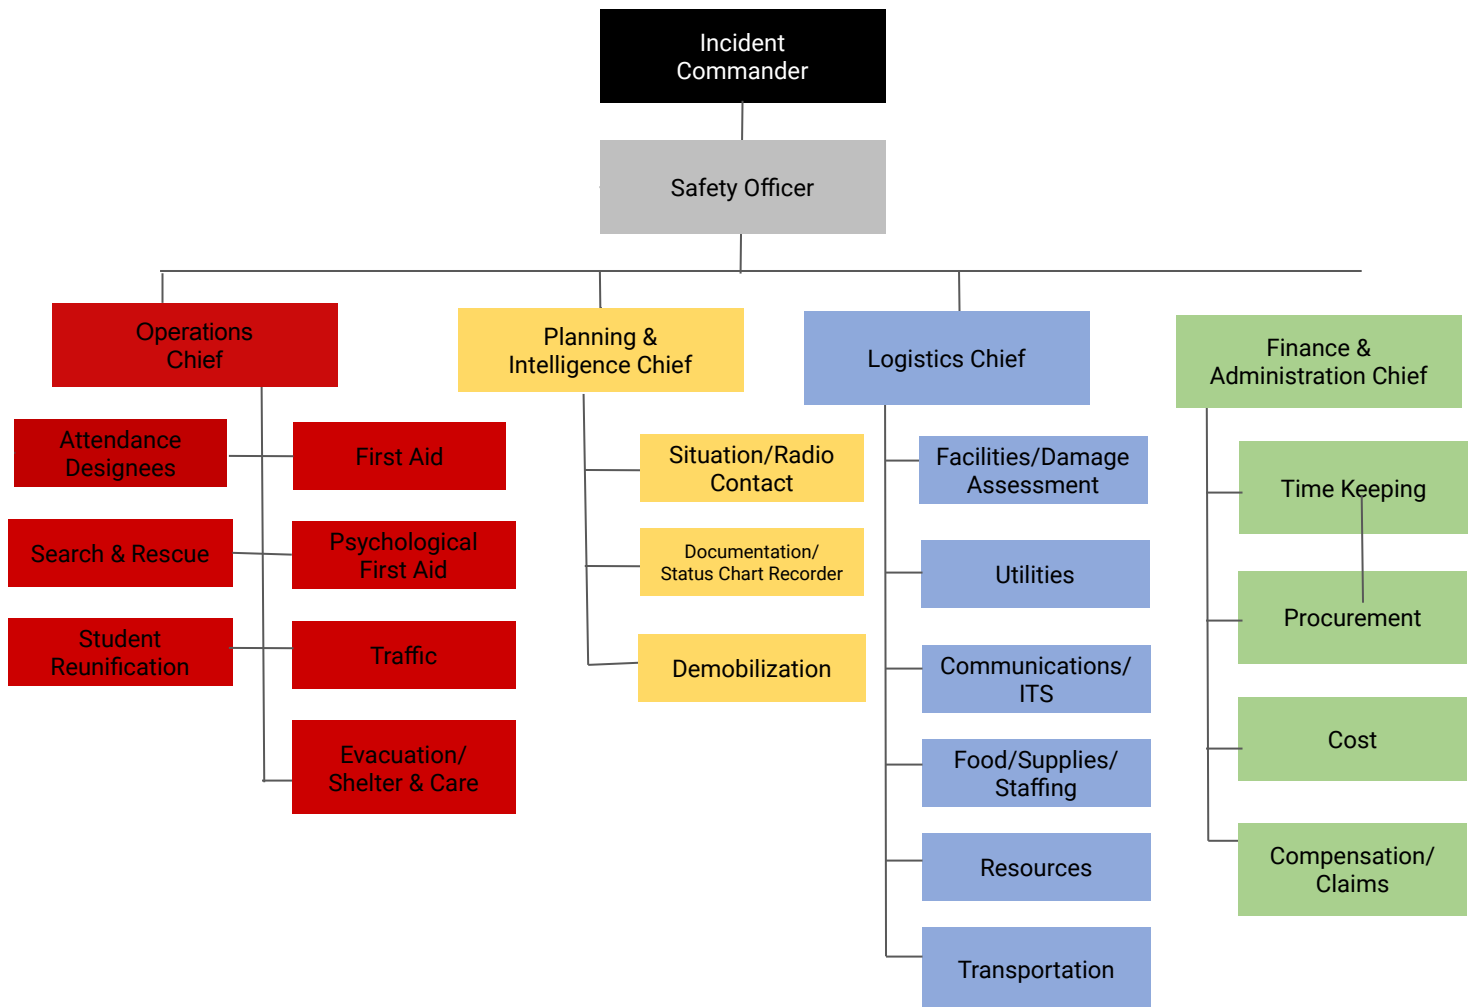 Incident
Commander
Safety Officer
Operations
Chief
Planning &
Intelligence Chief
Logistics Chief
Finance &
Administration Chief
Attendance
Designees
First Aid
Search & Rescue
Psychological
First Aid
Student
Reunification
Traffic
Evacuation/
Shelter & Care
Situation/Radio
Contact
Documentation/
Status Chart Recorder
Demobilization
Facilities/Damage
Assessment
Utilities
Communications/
ITS
Food/Supplies/
Staffing
Resources
Transportation
Time Keeping
Procurement
Cost
Compensation/
Claims